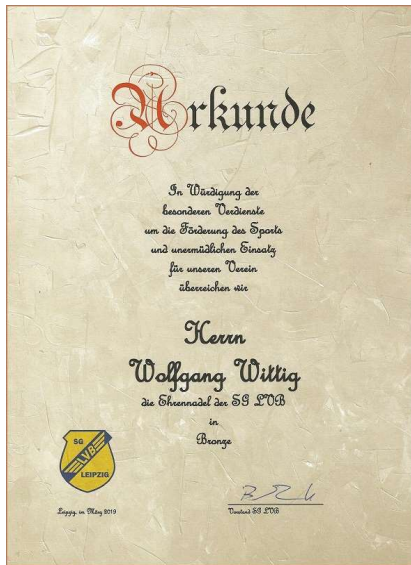 Urkunde
In Würdigung der
besonderen Verdienste
um die Förderung des Sports
und unermüdlichen Einsatz
für unseren Verein
überreichen wir
Herrn
Wolfgang Wittig
die Ehrennadel der SG LVB
in
Bronze
SG
LVB
LEIPZIG
Leipzig, im März 2019
Vorstand SG LVB